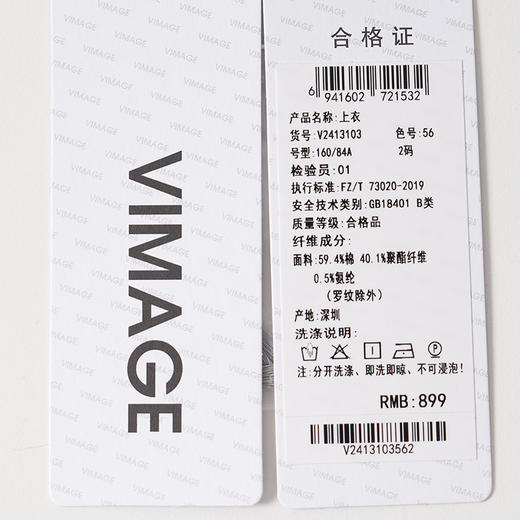 VIMAGE
合格证
6 941602 721532
产品名称:上衣
货号:V2413103 色号:56
号型:160/84A 2码
检验员:01
执行标准:FZ/T 73020-2019
安全技术类别:GB18401 B类
质量等级:合格品
纤维成分:
面料:59.4%棉 40.1%聚酯纤维
0.5%氨纶
(罗纹除外)
产地:深圳
洗涤说明:
注:分开洗涤、即洗即晾、不可浸泡!
RMB:899
V2413103562